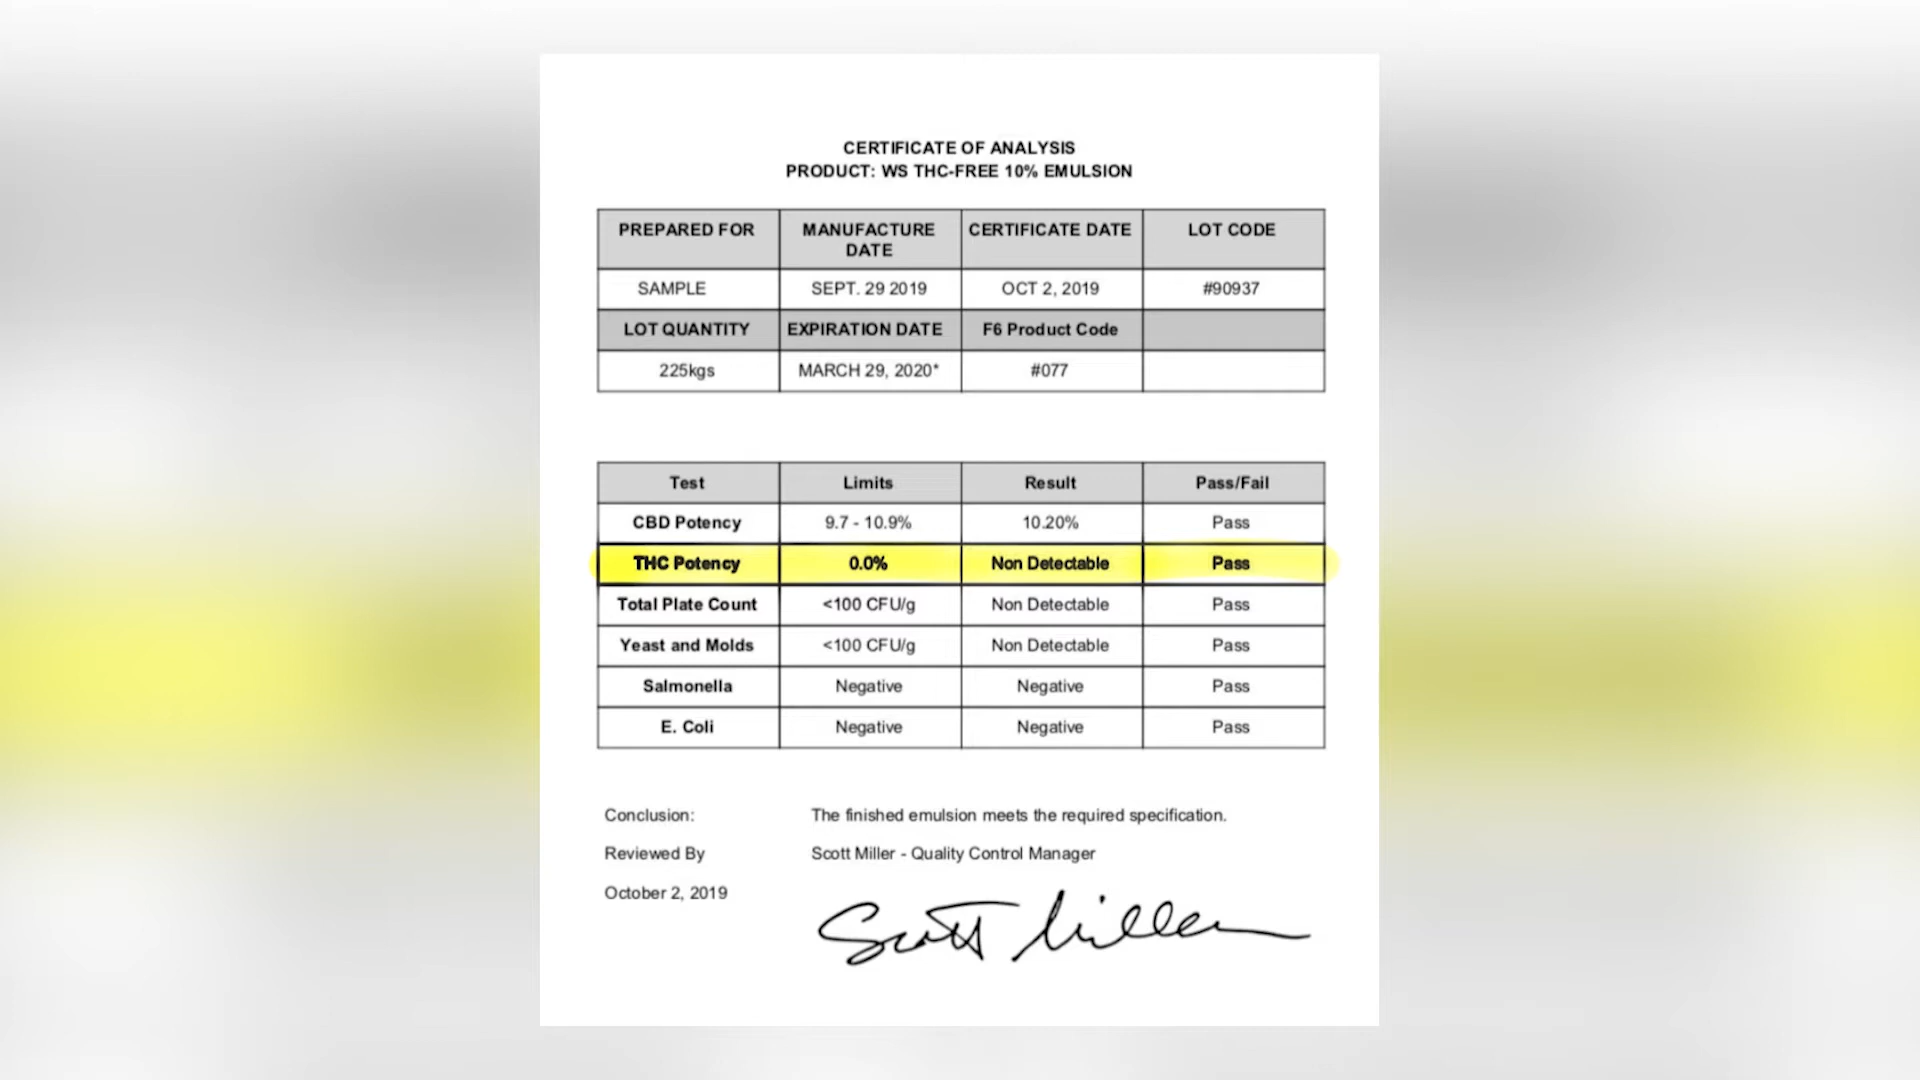 CERTIFICATE OF ANALYSIS
PRODUCT: WS THC-FREE 10% EMULSION
PREPARED FOR MANUFACTURE DATE CERTIFICATE DATE LOT CODE
SAMPLE SEPT. 29 2019 OCT 2, 2019 #90937
LOT QUANTITY EXPIRATION DATE F6 Product Code
225kgs MARCH 29, 2020* #077
Test Limits Result Pass/Fail
CBD Potency 9.7 - 10.9% 10.20% Pass
THC Potency 0.0% Non Detectable Pass
Total Plate Count <100 CFU/g Non Detectable Pass
Yeast and Molds <100 CFU/g Non Detectable Pass
Salmonella Negative Negative Pass
E. Coli Negative Negative Pass
Conclusion: The finished emulsion meets the required specification.
Reviewed By Scott Miller - Quality Control Manager
October 2, 2019
Scott Miller